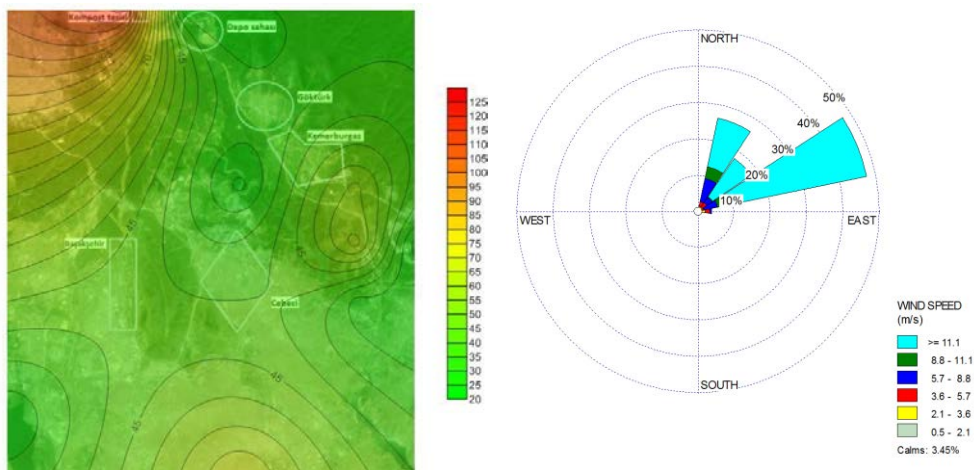 Kompost tesisi
Depo sahasi
Göktürk
Kemerburgaz
45
45
70
45
45
Cebeci
125
120
115
110
105
100
95
90
85
80
75
70
65
60
55
50
45
40
35
30
25
20
NORTH
50%
40%
30%
20%
10%
WEST
EAST
SOUTH
WIND SPEED
(m/s)
>= 11.1
8.8 - 11.1
5.7 - 8.8
3.6 - 5.7
2.1 - 3.6
0.5 - 2.1
Calms: 3.45%